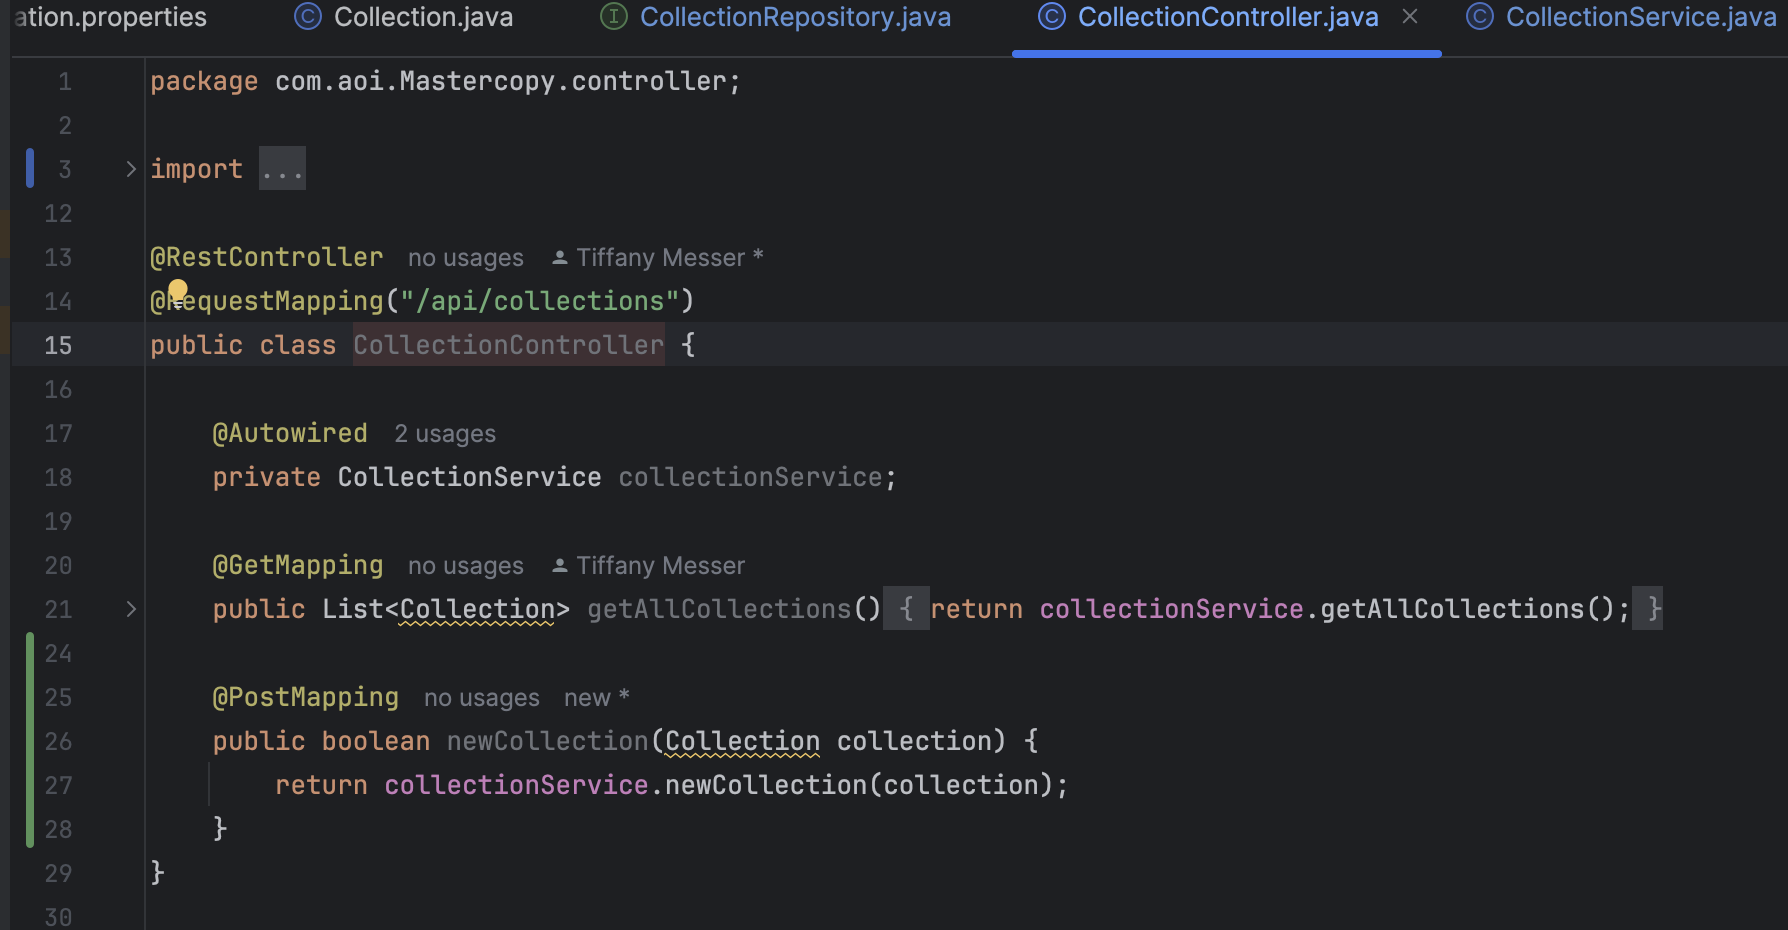 ation.properties Collection.java CollectionRepository.java CollectionController.java CollectionService.java
1 package com.aoi.Mastercopy.controller;
2
3 import ...
12
13 @RestController no usages Tiffany Messer *
14 @RequestMapping("/api/collections")
15 public class CollectionController {
16
17 @Autowired 2 usages
18 private CollectionService collectionService;
19
20 @GetMapping no usages Tiffany Messer
21 public List<Collection> getAllCollections() { return collectionService.getAllCollections(); }
24
25 @PostMapping no usages new *
26 public boolean newCollection(Collection collection) {
27 return collectionService.newCollection(collection);
28 }
29 }
30